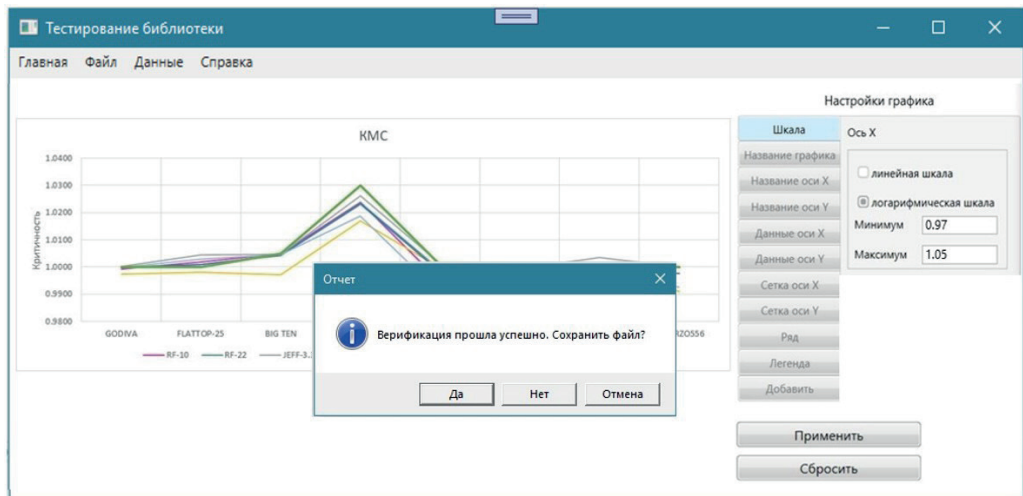 Тестирование библиотеки
Главная Файл Данные Справка
Настройки графика
КМС
Критичность
1.0400
1.0300
1.0200
1.0100
1.0000
0.9900
0.9800
GODIVA FLATTOP-25 BIG TEN
RF-10 RF-22
Шкала
Название графика
Название оси X
Название оси Y
Данные оси X
Данные оси Y
Сетка оси X
Сетка оси Y
Ряд
Легенда
Добавить
Ось X
линейная шкала
логарифмическая шкала
Минимум 0.97
Максимум 1.05
Применить
Сбросить
Отчет
Верификация прошла успешно. Сохранить файл?
Да Нет Отмена